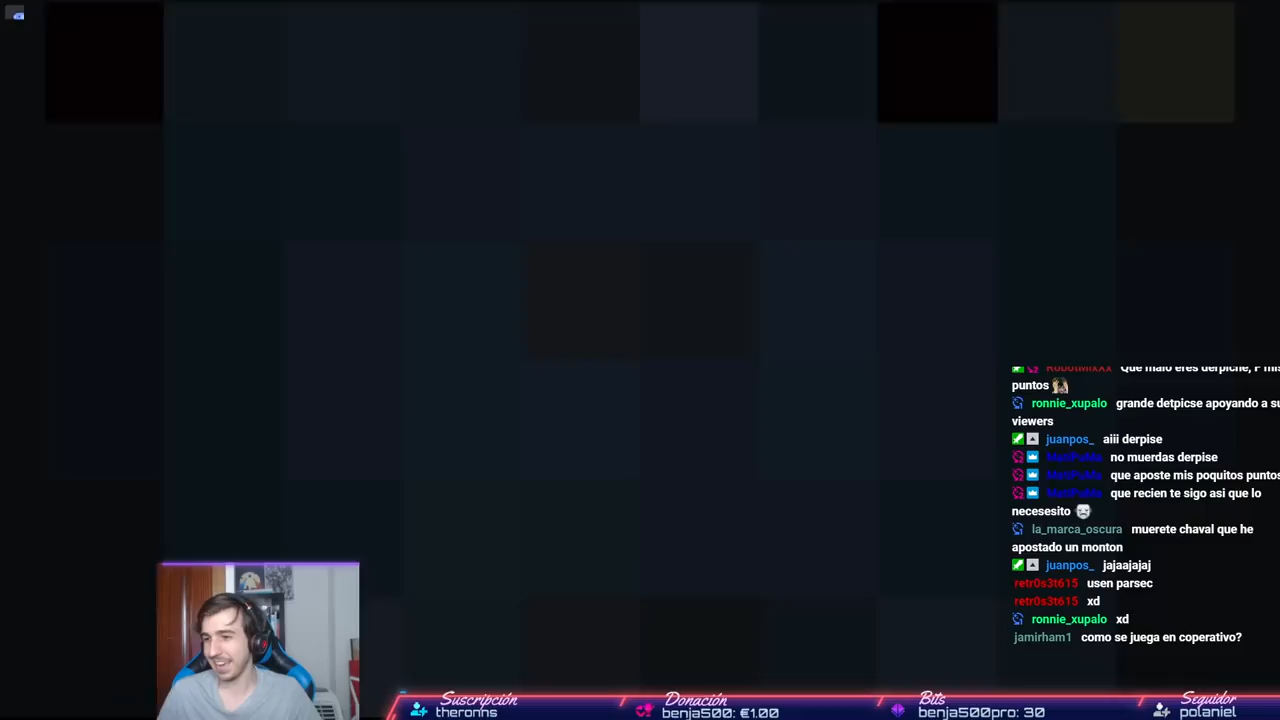 RobotMixXx Que malo eres derpiche, F mis
puntos
ronnie_xupalo grande detpicse apoyando a su
viewers
juanpos_ aiii derpise
no muerdas derpise
que aposte mis poquitos puntos
que recien te sigo asi que lo
necesesito
la_marca_oscura muerete chaval que he
apostado un monton
juanpos_ jajaajajaj
retr0s3t615 usen parsec
retr0s3t615 xd
ronnie_xupalo xd
jamirham1 como se juega en coperativo?
Suscripción
theronns
Donación
benja500: €1.00
Bits
benja500pro: 30
Seguidor
polaniel